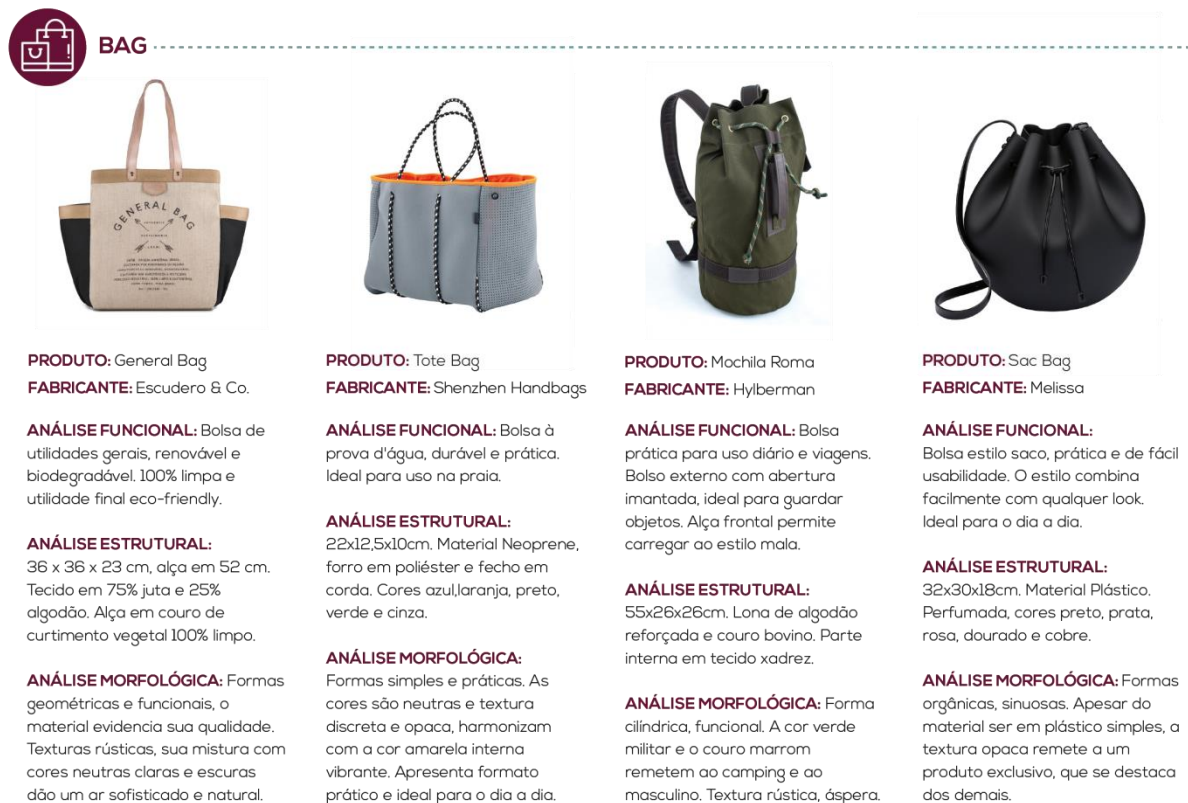 BAG
GENERAL BAG
PRODUTO: General Bag
FABRICANTE: Escudero & Co.
ANÁLISE FUNCIONAL: Bolsa de
utilidades gerais, renovável e
biodegradável. 100% limpa e
utilidade final eco-friendly.
ANÁLISE ESTRUTURAL:
36 x 36 x 23 cm, alça em 52 cm.
Tecido em 75% juta e 25%
algodão. Alça em couro de
curtimento vegetal 100% limpo.
ANÁLISE MORFOLÓGICA: Formas
geométricas e funcionais, o
material evidencia sua qualidade.
Texturas rústicas, sua mistura com
cores neutras claras e escuras
dão um ar sofisticado e natural.
PRODUTO: Tote Bag
FABRICANTE: Shenzhen Handbags
ANÁLISE FUNCIONAL: Bolsa à
prova d'água, durável e prática.
Ideal para uso na praia.
ANÁLISE ESTRUTURAL:
22x12,5x10cm. Material Neoprene,
forro em poliéster e fecho em
corda. Cores azul,laranja, preto,
verde e cinza.
ANÁLISE MORFOLÓGICA:
Formas simples e práticas. As
cores são neutras e textura
discreta e opaca, harmonizam
com a cor amarela interna
vibrante. Apresenta formato
prático e ideal para o dia a dia.
PRODUTO: Mochila Roma
FABRICANTE: Hylberman
ANÁLISE FUNCIONAL: Bolsa
prática para uso diário e viagens.
Bolso externo com abertura
imantada, ideal para guardar
objetos. Alça frontal permite
carregar ao estilo mala.
ANÁLISE ESTRUTURAL:
55x26x26cm. Lona de algodão
reforçada e couro bovino. Parte
interna em tecido xadrez.
ANÁLISE MORFOLÓGICA: Forma
cilíndrica, funcional. A cor verde
militar e o couro marrom
remetem ao camping e ao
masculino. Textura rústica, áspera.
PRODUTO: Sac Bag
FABRICANTE: Melissa
ANÁLISE FUNCIONAL:
Bolsa estilo saco, prática e de fácil
usabilidade. O estilo combina
facilmente com qualquer look.
Ideal para o dia a dia.
ANÁLISE ESTRUTURAL:
32x30x18cm. Material Plástico.
Perfumada, cores preto, prata,
rosa, dourado e cobre.
ANÁLISE MORFOLÓGICA: Formas
orgânicas, sinuosas. Apesar do
material ser em plástico simples, a
textura opaca remete a um
produto exclusivo, que se destaca
dos demais.